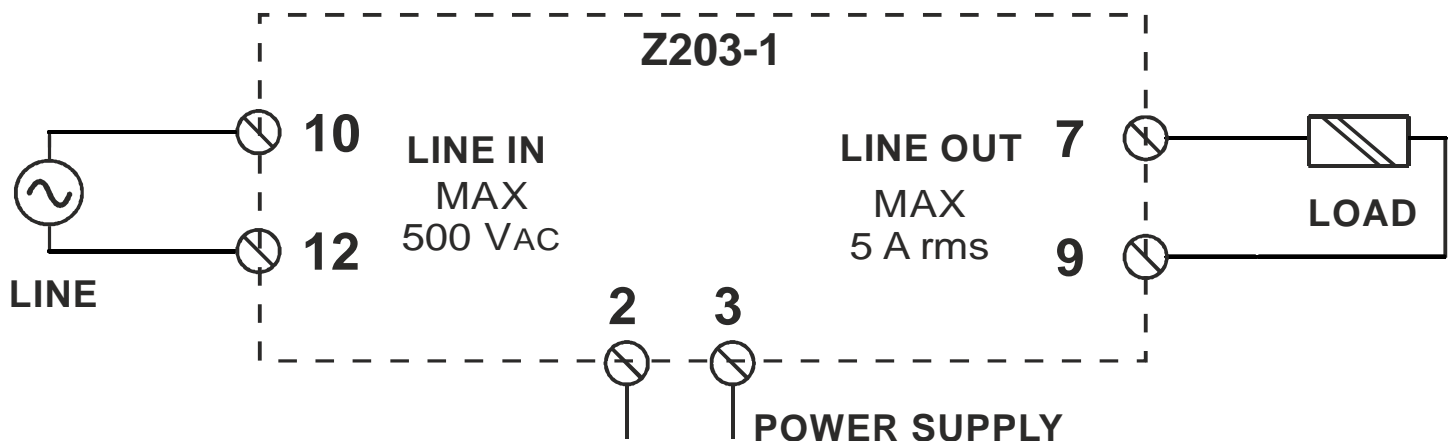 Z203-1
10
LINE IN
MAX
500 VAC
12
LINE
LINE OUT
MAX
5 A rms
7
9
LOAD
2 3
POWER SUPPLY